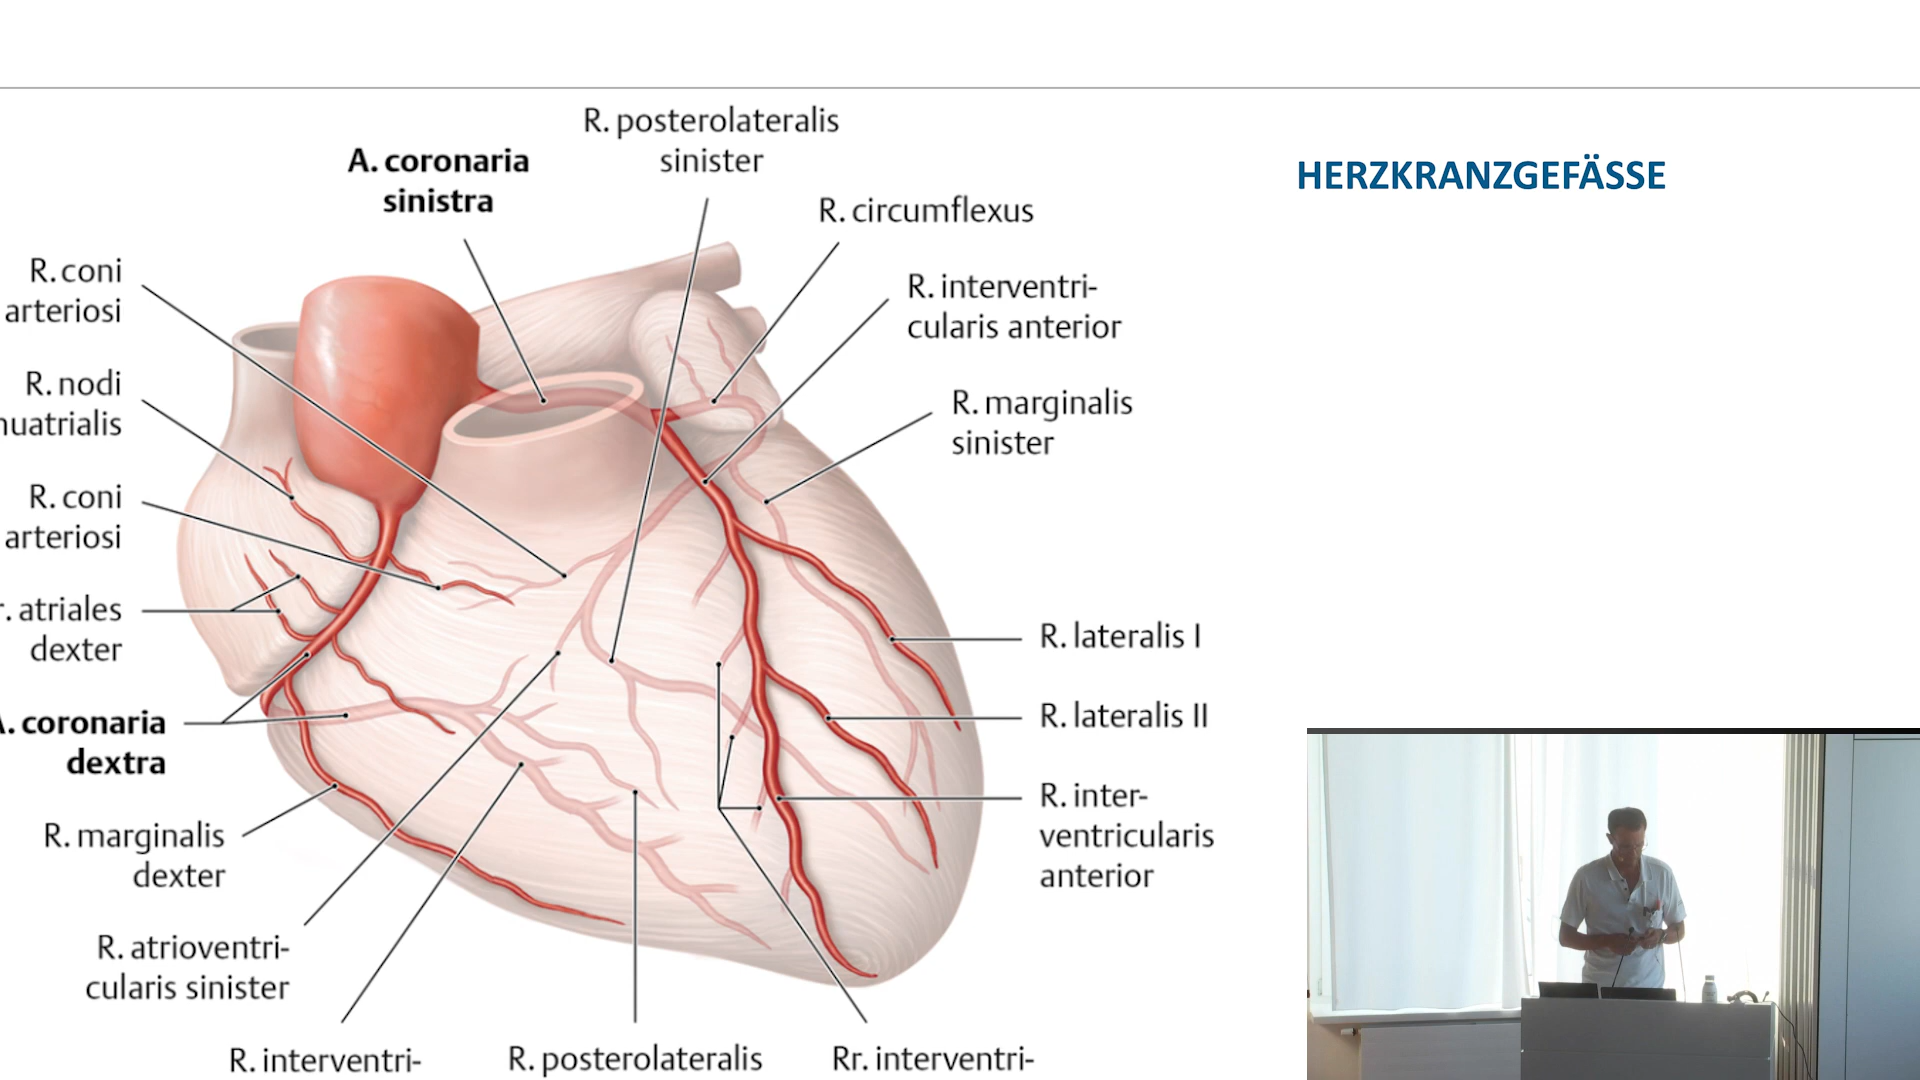 HERZKRANZGEFÄSSE
R. posterolateralis
sinister
A. coronaria
sinistra
R. circumflexus
R. coni
arteriosi
R. interventri-
cularis anterior
R. nodi
R. marginalis
sinister
R. coni
arteriosi
atriales
dexter
R. lateralis I
R. lateralis II
coronaria
dextra
R. inter-
ventricularis
anterior
R. marginalis
dexter
R. atrioventri-
cularis sinister
R. interventri-
R. posterolateralis
Rr. interventri-